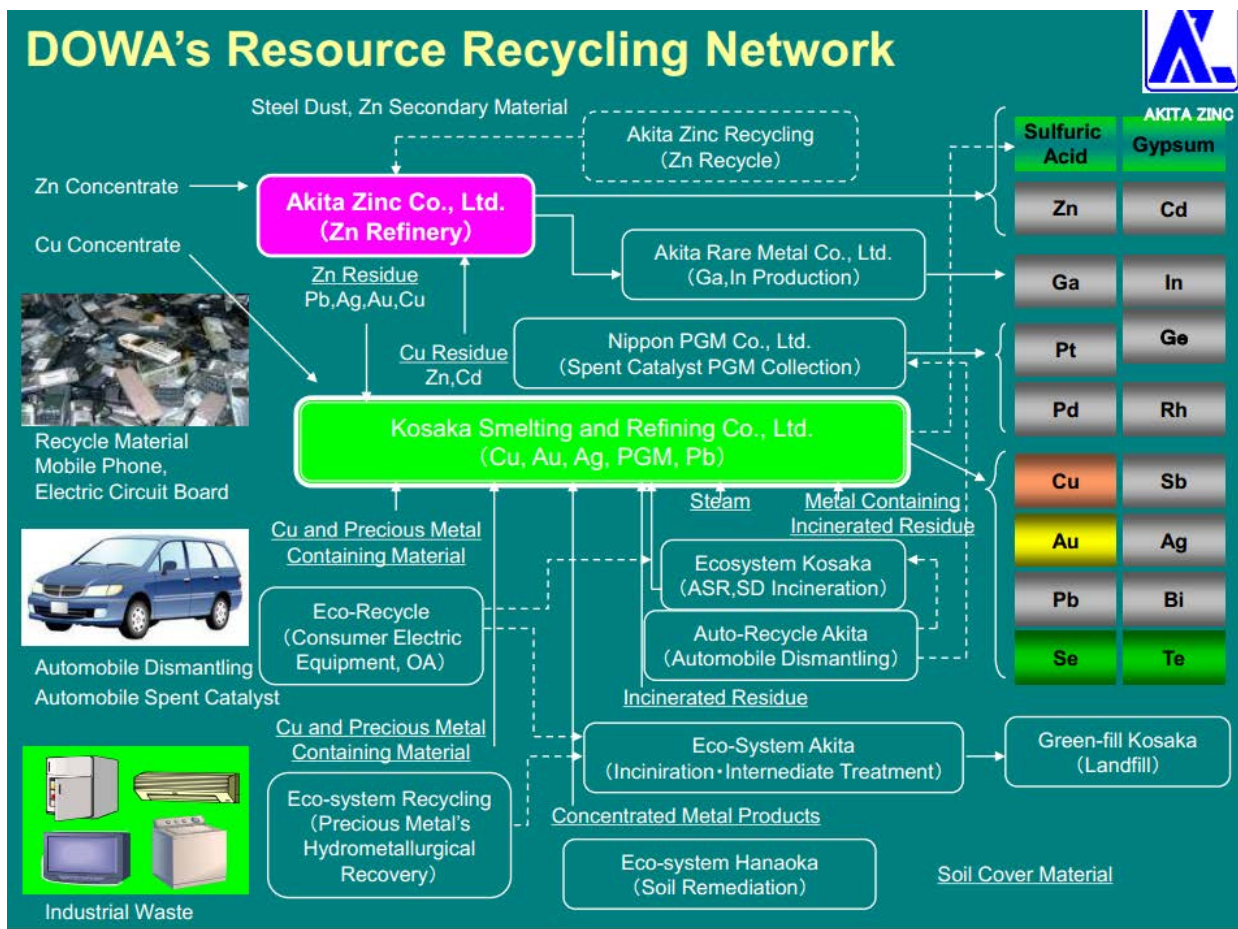 DOWA's Resource Recycling Network
AKITA ZINC
Steel Dust, Zn Secondary Material
Akita Zinc Recycling
(Zn Recycle)
Zn Concentrate
Akita Zinc Co., Ltd.
(Zn Refinery)
Cu Concentrate
Akita Rare Metal Co., Ltd.
(Ga,In Production)
Zn Residue
Pb,Ag,Au,Cu
Cu Residue
Zn,Cd
Nippon PGM Co., Ltd.
(Spent Catalyst PGM Collection)
Kosaka Smelting and Refining Co., Ltd.
(Cu, Au, Ag, PGM, Pb)
Recycle Material
Mobile Phone,
Electric Circuit Board
Cu and Precious Metal
Containing Material
Steam
Metal Containing
Incinerated Residue
Ecosystem Kosaka
(ASR,SD Incineration)
Eco-Recycle
(Consumer Electric
Equipment, OA)
Auto-Recycle Akita
(Automobile Dismantling)
Automobile Dismantling
Automobile Spent Catalyst
Incinerated Residue
Cu and Precious Metal
Containing Material
Eco-System Akita
(Inciniration・Internediate Treatment)
Green-fill Kosaka
(Landfill)
Eco-system Recycling
(Precious Metal's
Hydrometallurgical
Recovery)
Concentrated Metal Products
Eco-system Hanaoka
(Soil Remediation)
Soil Cover Material
Industrial Waste
Sulfuric
Acid
Gypsum
Zn
Cd
Ga
In
Ge
Pt
Pd
Rh
Cu
Sb
Au
Ag
Pb
Bi
Se
Te